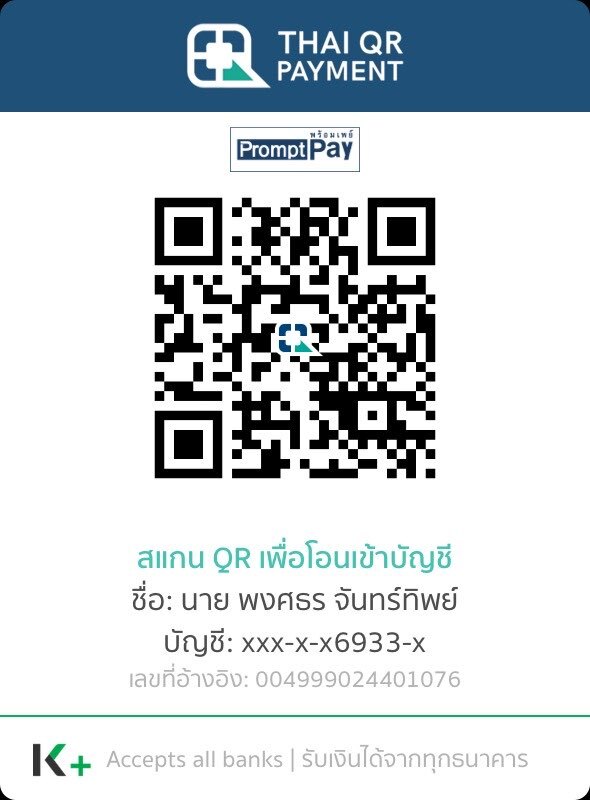 THAI QR
PAYMENT
พร้อมเพย์
PromptPay
สแกน QR เพื่อโอนเข้าบัญชี
ชื่อ: นาย พงศธร จันทร์ทิพย์
บัญชี: xxx-x-x6933-x
เลขที่อ้างอิง: 004999024401076
K+ Accepts all banks | รับเงินได้จากทุกธนาคาร